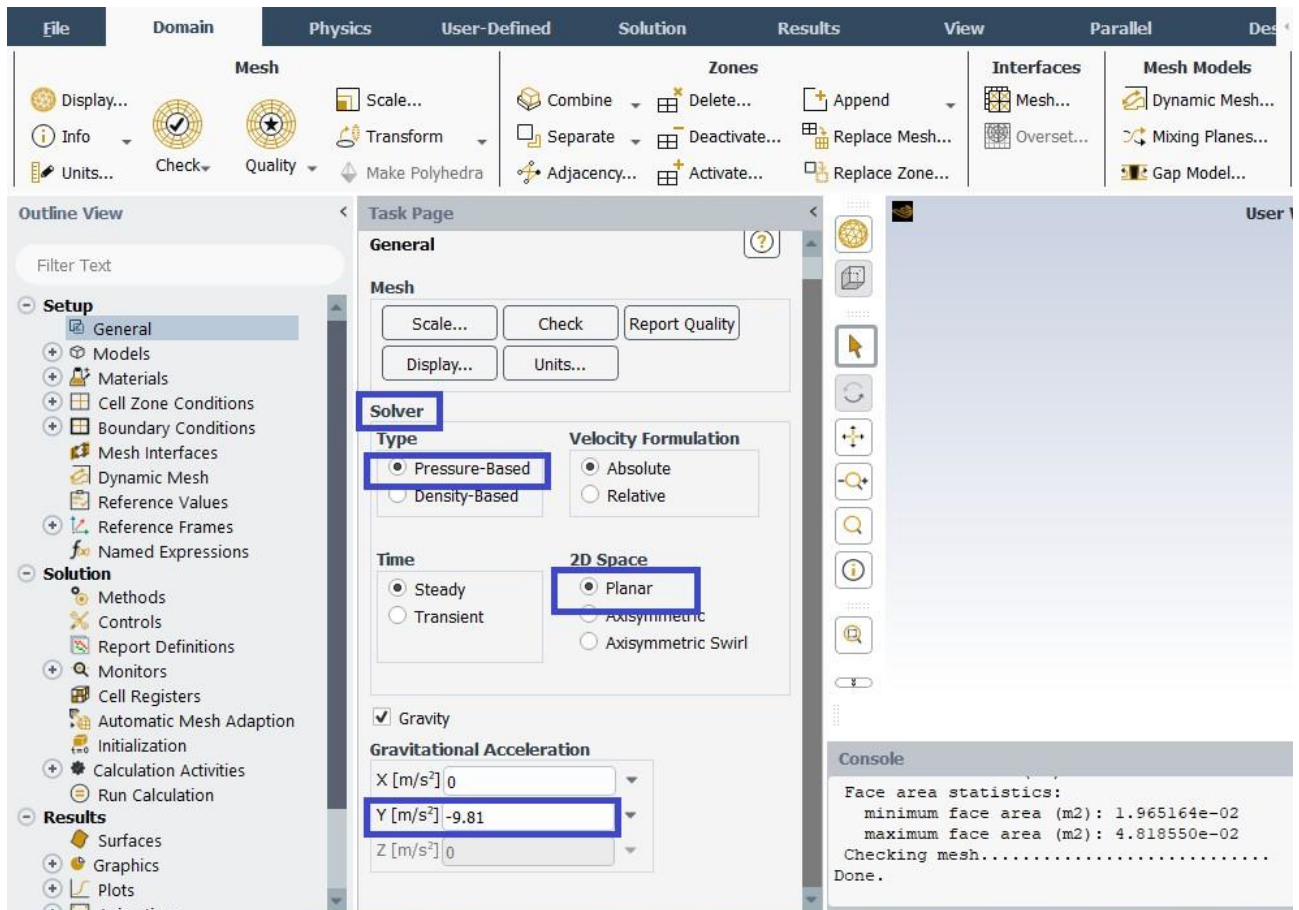 File Domain Physics User-Defined Solution Results View Parallel Des
Mesh
Display...
Info
Units...
Check
Quality
Scale...
Transform
Make Polyhedra
Zones
Combine Delete... Append
Separate Deactivate... Replace Mesh...
Adjacency... Activate... Replace Zone...
Interfaces
Mesh...
Overset...
Mesh Models
Dynamic Mesh...
Mixing Planes...
Gap Model...
Outline View <
Filter Text
Setup
General
Models
Materials
Cell Zone Conditions
Boundary Conditions
Mesh Interfaces
Dynamic Mesh
Reference Values
Reference Frames
Named Expressions
Solution
Methods
Controls
Report Definitions
Monitors
Cell Registers
Automatic Mesh Adaption
Initialization
Calculation Activities
Run Calculation
Results
Surfaces
Graphics
Plots
Task Page <
General ?
Mesh
Scale... Check Report Quality
Display... Units...
Solver
Type
Pressure-Based
Density-Based
Velocity Formulation
Absolute
Relative
Time
Steady
Transient
2D Space
Planar
Axisymmetric
Axisymmetric Swirl
Gravity
Gravitational Acceleration
X [m/s²] 0
Y [m/s²] -9.81
Z [m/s²] 0
User
Console
Face area statistics:
minimum face area (m2): 1.965164e-02
maximum face area (m2): 4.818550e-02
Checking mesh............................
Done.